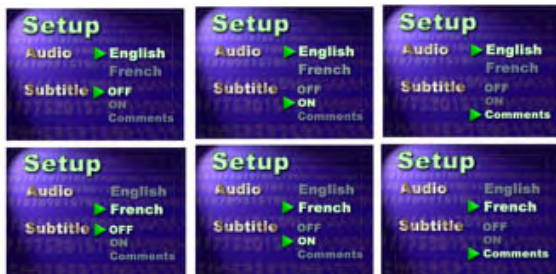 Setup
Audio English
French
Subtitle OFF
ON
Comments
Setup
Audio English
French
Subtitle OFF
ON
Comments
Setup
Audio English
French
Subtitle OFF
ON
Comments
Setup
Audio English
French
Subtitle OFF
ON
Comments
Setup
Audio English
French
Subtitle OFF
ON
Comments
Setup
Audio English
French
Subtitle OFF
ON
Comments